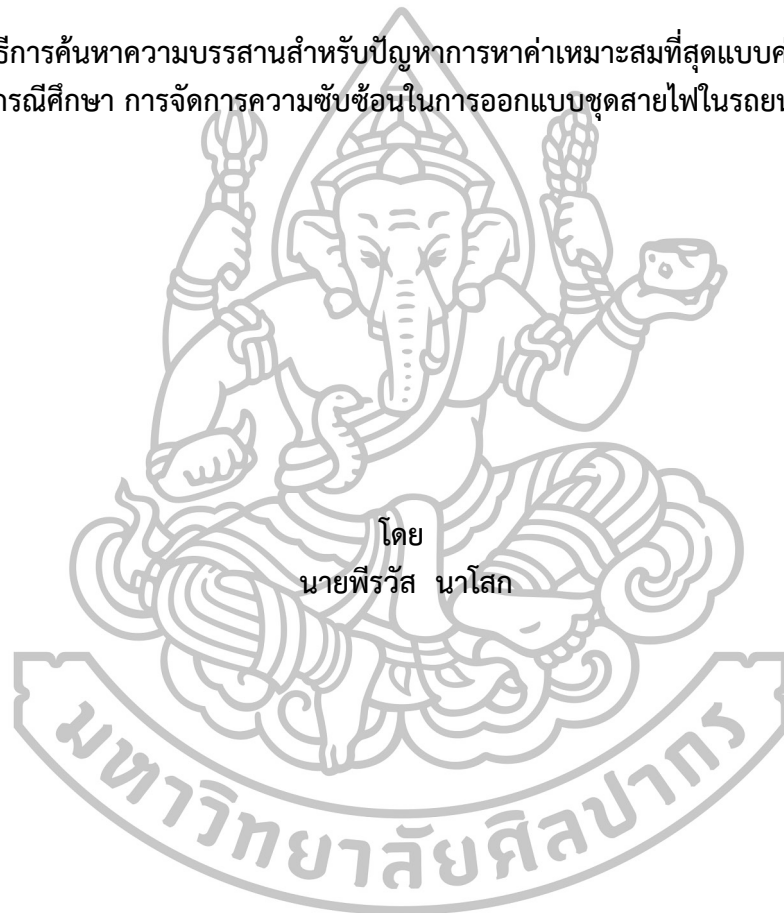 ธีการค้นหาความบรรสานสำหรับปัญหาการหาค่าเหมาะสมที่สุดแบบค
ารณีศึกษา การจัดการความซับซ้อนในการออกแบบชุดสายไฟในรถยน
โดย
นายพีรวัส นาโสก
มหาวิทยาลัยศิลปากร